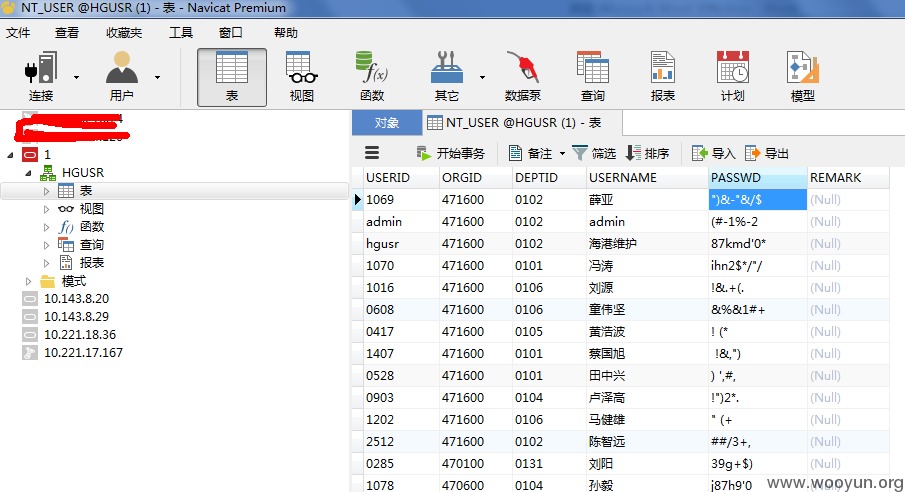 NT_USER @HGUSR (1) - 表 - Navicat Premium
文件 查看 收藏夹 工具 窗口 帮助
连接 用户 表 视图 函数 其它 数据泵 查询 报表 计划 模型
1
HGUSR
表
视图
函数
查询
报表
模式
10.143.8.20
10.143.8.29
10.221.18.36
10.221.17.167
对象 NT_USER @HGUSR (1) - 表
开始事务 备注 筛选 排序 导入 导出
USERID ORGID DEPTID USERNAME PASSWD REMARK
1069 471600 0102 薛亚 ")&-"&/$ (Null)
admin 471600 0102 admin (#-1%-2 (Null)
hgusr 471600 0102 海港维护 87kmd'0* (Null)
1070 471600 0101 冯涛 ihn2$*/"/ (Null)
1016 471600 0106 刘源 !&.+(. (Null)
0608 471600 0106 童伟坚 &%&1#+ (Null)
0417 471600 0105 黄浩波 ! (* (Null)
1407 471600 0101 蔡国旭 !&,") (Null)
0528 471600 0101 田中兴 ) ',#, (Null)
0903 471600 0104 卢泽高 !")2*. (Null)
1202 471600 0106 马健雄 " (+ (Null)
2512 471600 0102 陈智远 ##/3+, (Null)
0285 470100 0131 刘阳 39g+$) (Null)
1078 470600 0104 孙毅 j87h9'0 (Null)
www.wooyun.org